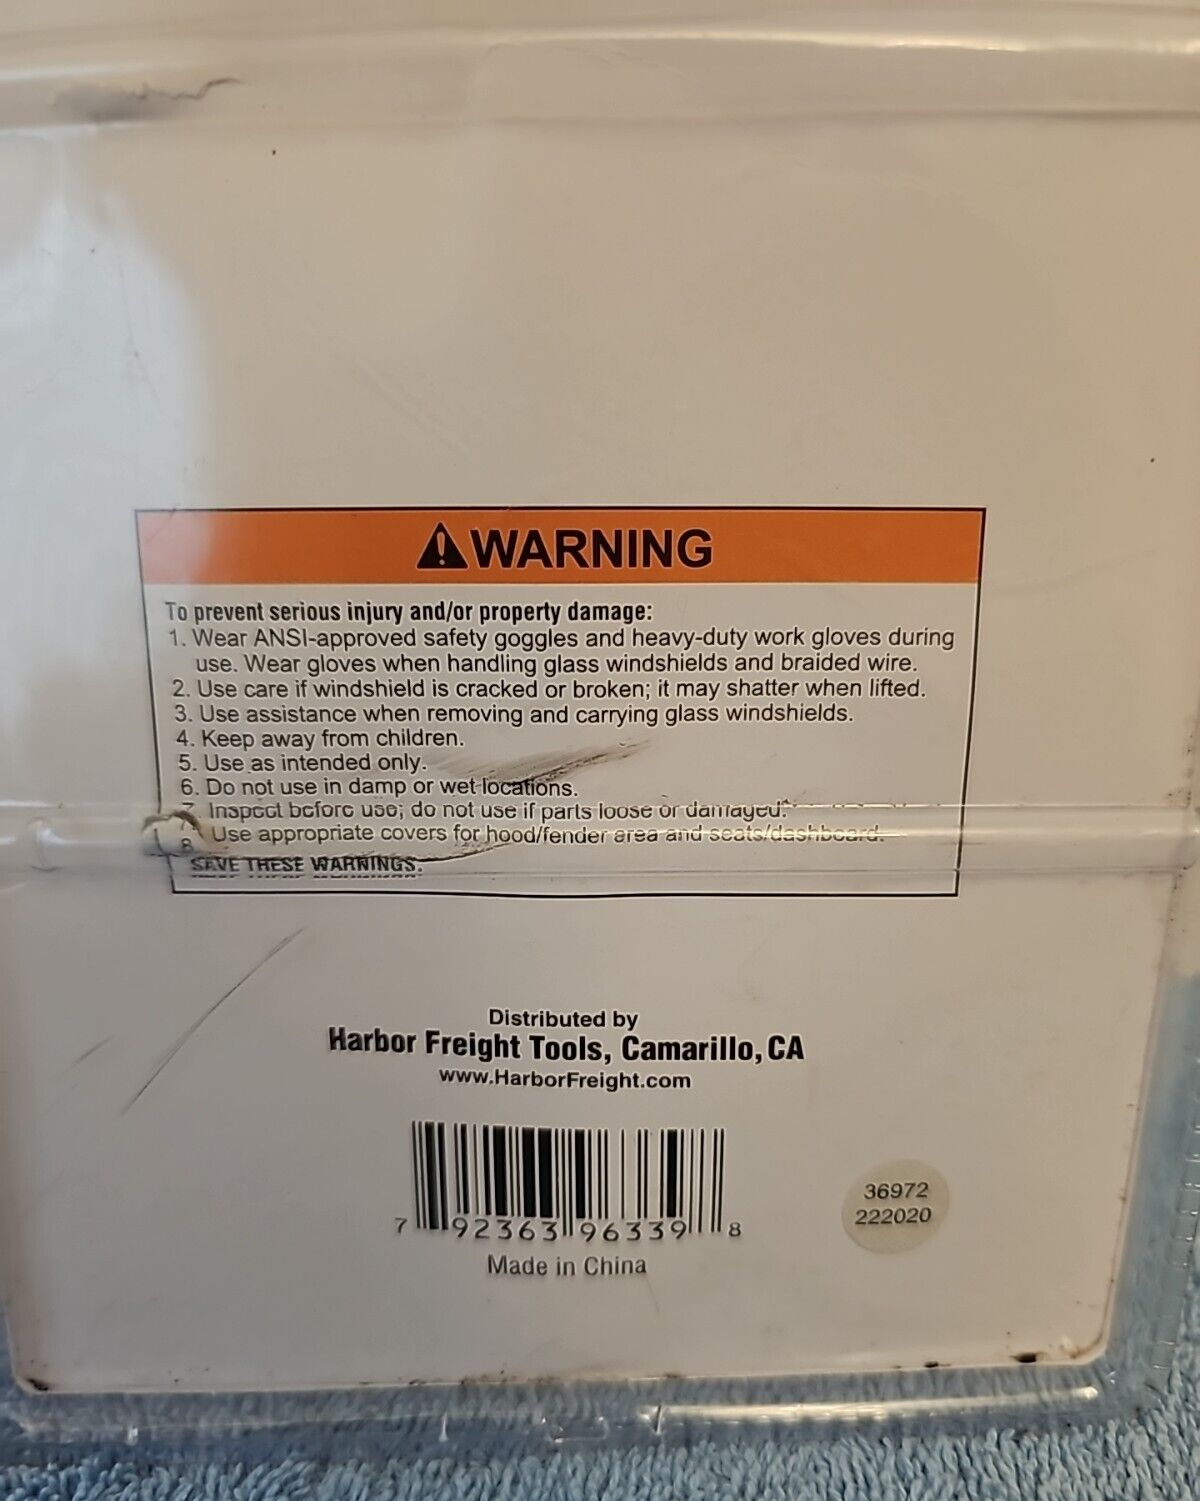 WARNING
To prevent serious injury and/or property damage:
1. Wear ANSI-approved safety goggles and heavy-duty work gloves during
use. Wear gloves when handling glass windshields and braided wire.
2. Use care if windshield is cracked or broken; it may shatter when lifted.
3. Use assistance when removing and carrying glass windshields.
4. Keep away from children.
5. Use as intended only.
6. Do not use in damp or wet locations.
7. Inspect before use; do not use if parts loose or damaged.
8. Use appropriate covers for hood/fender area and seats/dashboard.
SAVE THESE WARNINGS.
Distributed by
Harbor Freight Tools, Camarillo, CA
www.HarborFreight.com
7 92363 96339 8
Made in China
36972
222020